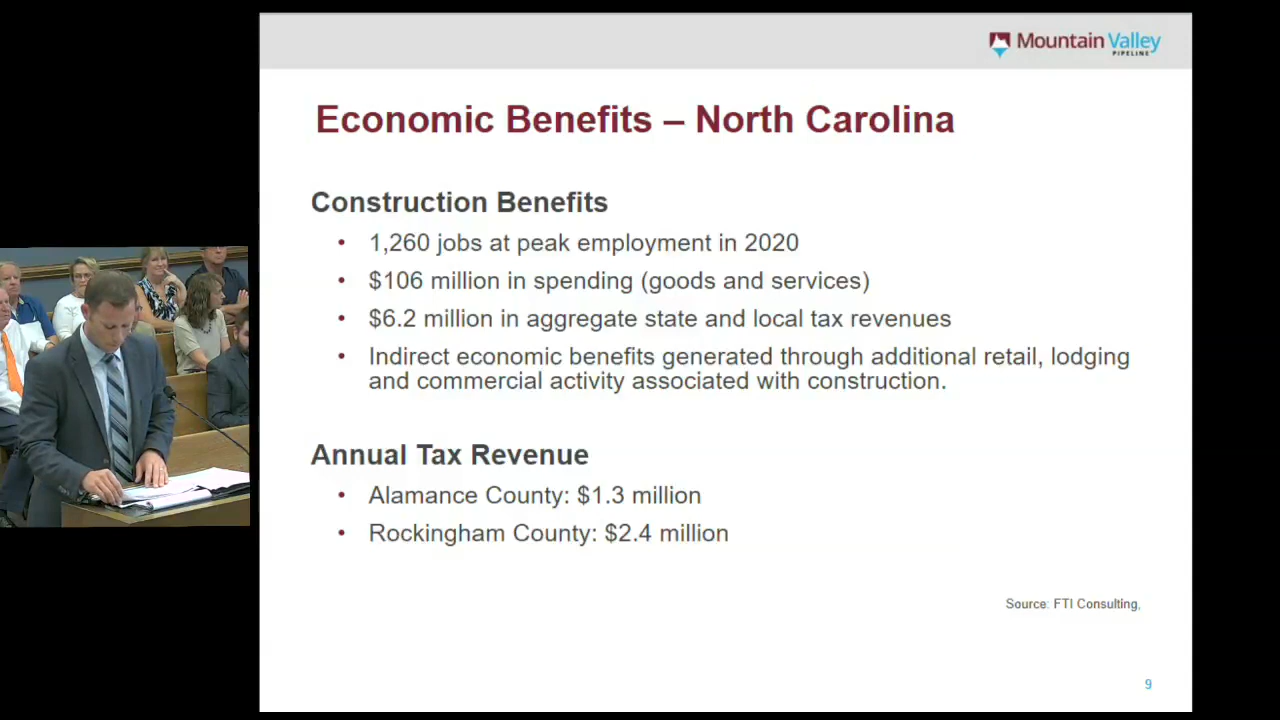 Mountain Valley
PIPELINE
Economic Benefits – North Carolina
Construction Benefits
• 1,260 jobs at peak employment in 2020
• $106 million in spending (goods and services)
• $6.2 million in aggregate state and local tax revenues
• Indirect economic benefits generated through additional retail, lodging
and commercial activity associated with construction.
Annual Tax Revenue
• Alamance County: $1.3 million
• Rockingham County: $2.4 million
Source: FTI Consulting,
9